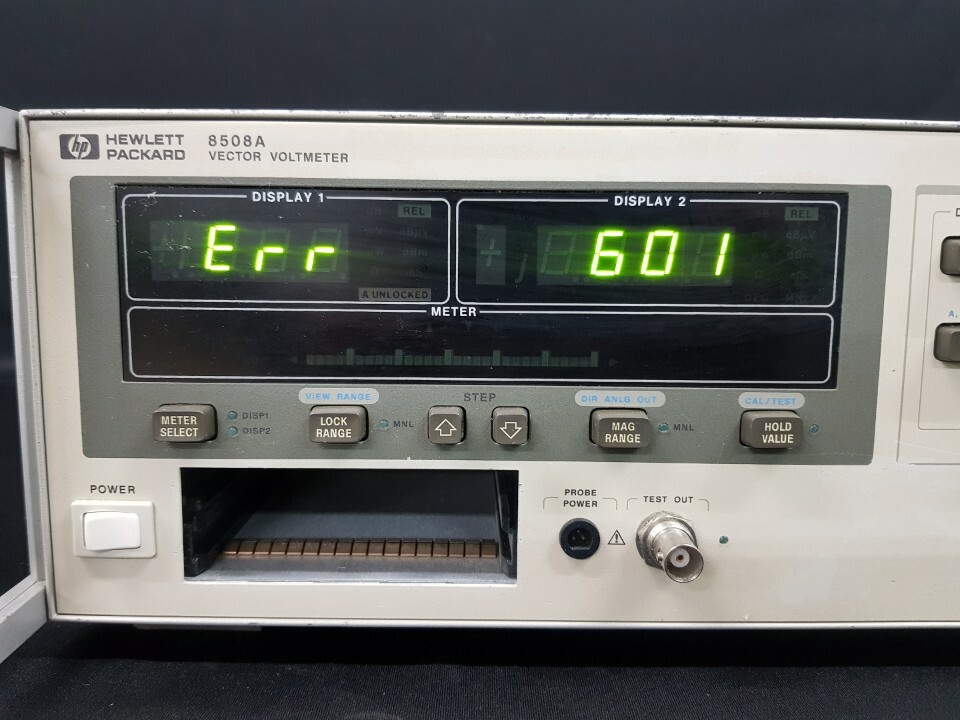 hp HEWLETT PACKARD 8508A
VECTOR VOLTMETER
DISPLAY 1
REL
Err
A UNLOCKED
DISPLAY 2
REL
601
METER
METER SELECT
DISP1
DISP2
VIEW RANGE
LOCK RANGE
MNL
STEP
DIR ANLG OUT
MAG RANGE
MNL
CAL/TEST
HOLD VALUE
POWER
PROBE POWER
TEST OUT